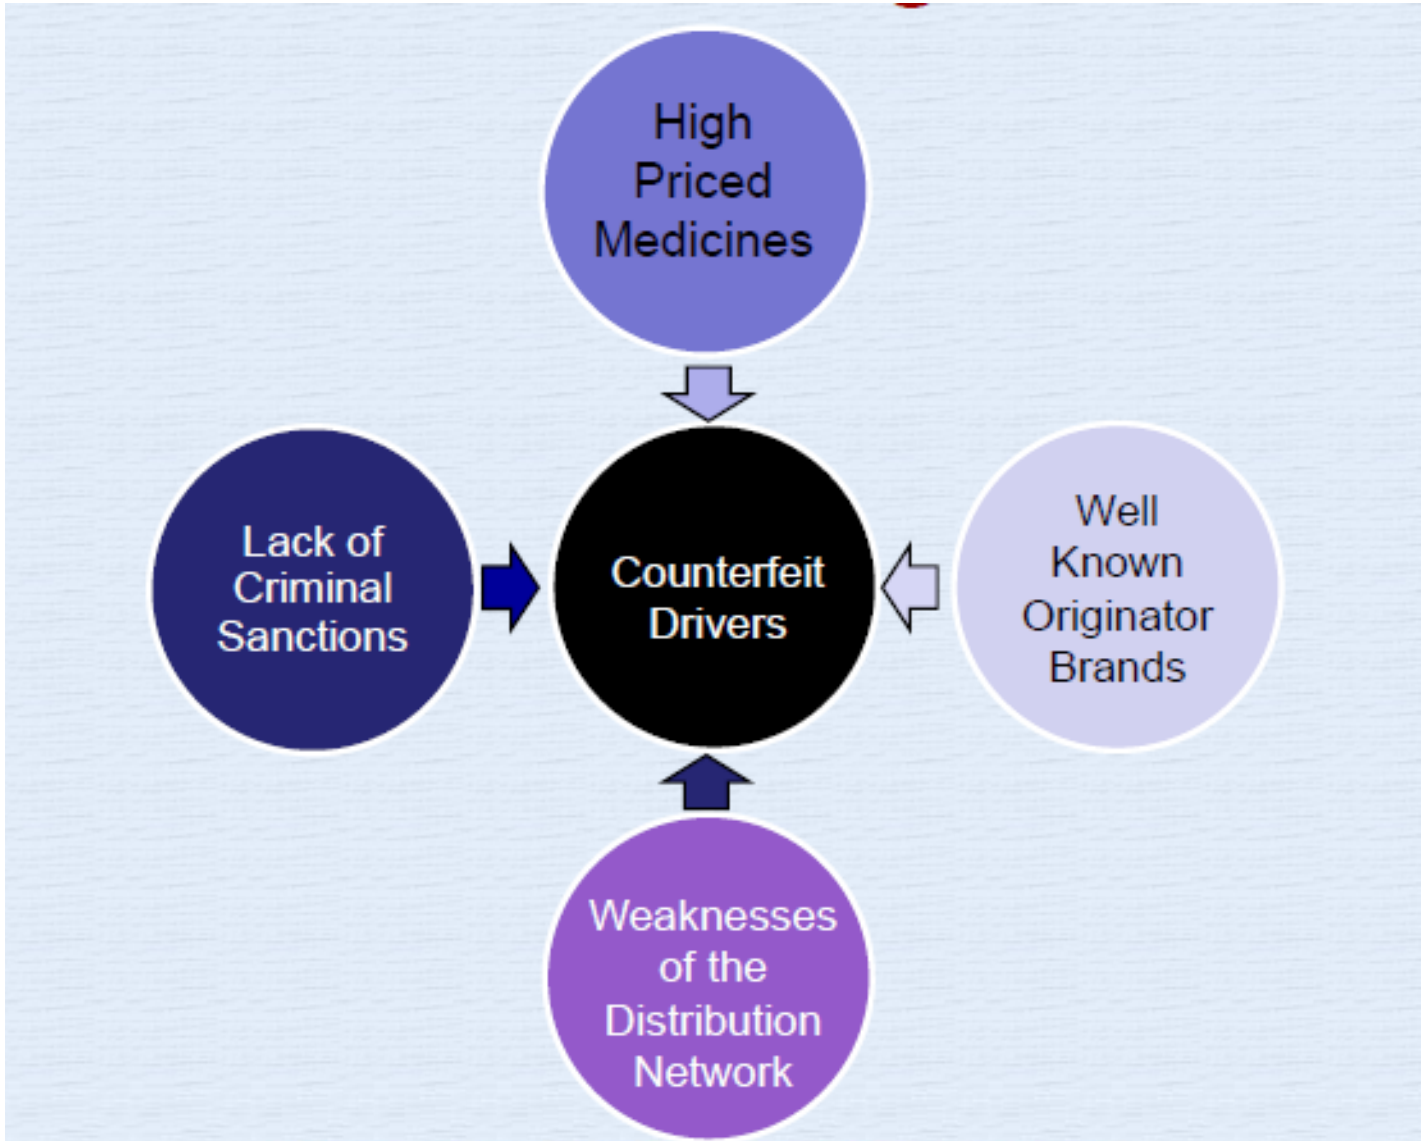 High
Priced
Medicines
Lack of
Criminal
Sanctions
Counterfeit
Drivers
Well
Known
Originator
Brands
Weaknesses
of the
Distribution
Network